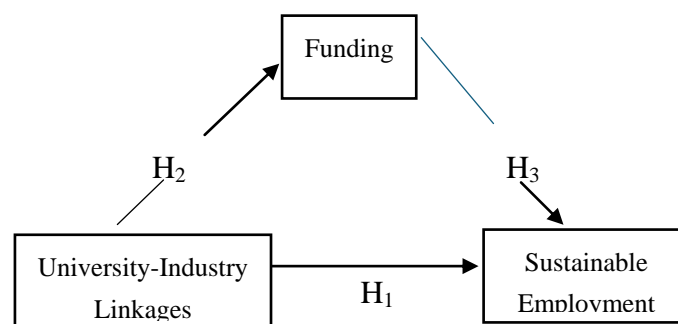 Funding
H₂
H₃
University-Industry
Linkages
H₁
Sustainable
Employment